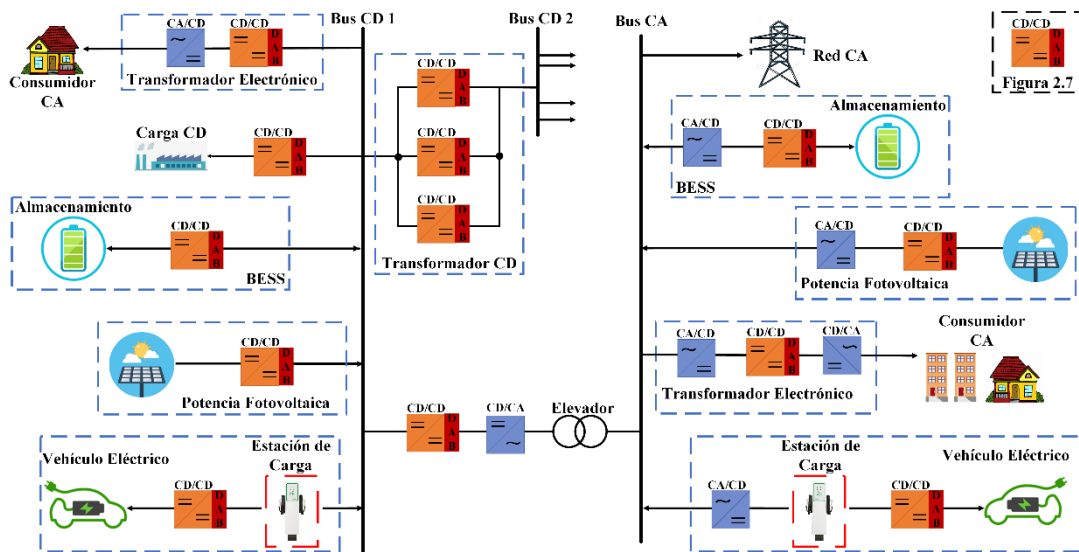 Bus CD 1
Bus CD 2
Bus CA
CA/CD
CD/CD
D
A
B
Transformador Electrónico
Consumidor
CA
Carga CD
CD/CD
D
A
B
Almacenamiento
CD/CD
D
A
B
BESS
CD/CD
D
A
B
Potencia Fotovoltaica
Vehículo Eléctrico
Estación de
Carga
CD/CD
D
A
B
CD/CD
D
A
B
CD/CD
D
A
B
CD/CD
D
A
B
Transformador CD
CD/CD
D
A
B
CD/CA
Elevador
Red CA
CD/CD
D
A
B
Figura 2.7
Almacenamiento
CA/CD
CD/CD
D
A
B
BESS
CA/CD
CD/CD
D
A
B
Potencia Fotovoltaica
CA/CD
CD/CD
D
A
B
CD/CA
Transformador Electrónico
Consumidor
CA
Estación de
Carga
Vehículo Eléctrico
CA/CD
CD/CD
D
A
B